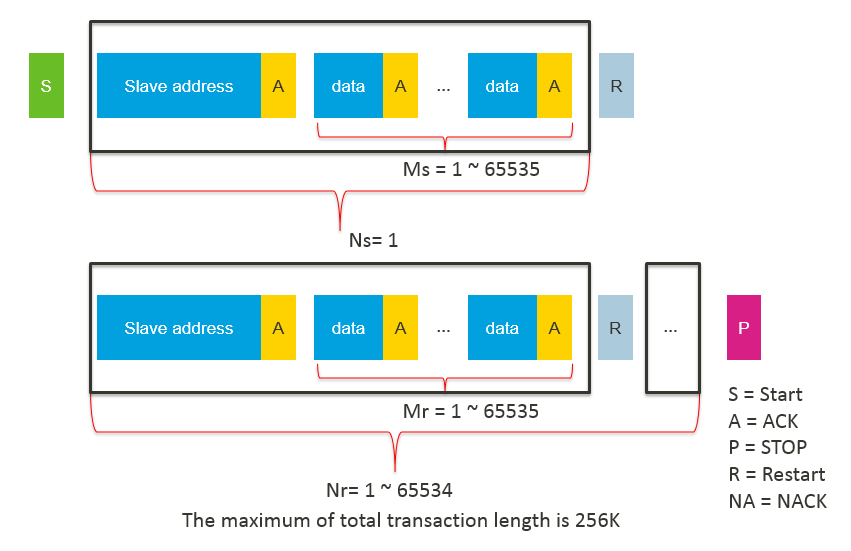 S Slave address A data A ... data A R
Ms = 1 ~ 65535
Ns= 1
Slave address A data A ... data A R ... P
Mr = 1 ~ 65535
Nr= 1 ~ 65534
The maximum of total transaction length is 256K
S = Start
A = ACK
P = STOP
R = Restart
NA = NACK